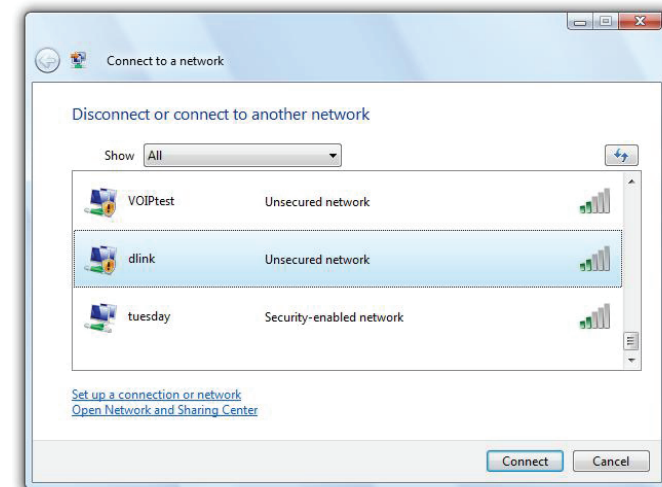 Connect to a network
Disconnect or connect to another network
Show All
VOIPtest Unsecured network
dlink Unsecured network
tuesday Security-enabled network
Set up a connection or network
Open Network and Sharing Center
Connect Cancel